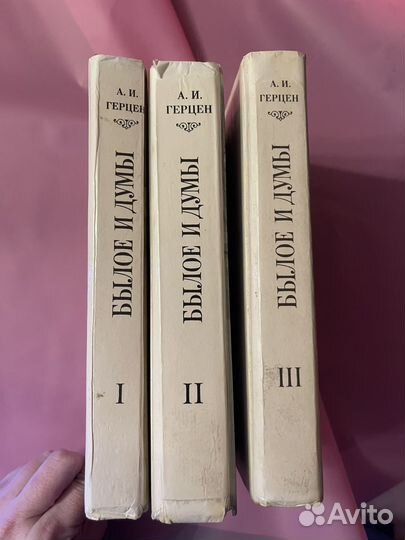 А. И.
ГЕРЦЕН
БЫЛОЕ И ДУМЫ
I
А. И.
ГЕРЦЕН
БЫЛОЕ И ДУМЫ
II
А. И.
ГЕРЦЕН
БЫЛОЕ И ДУМЫ
III
Avito